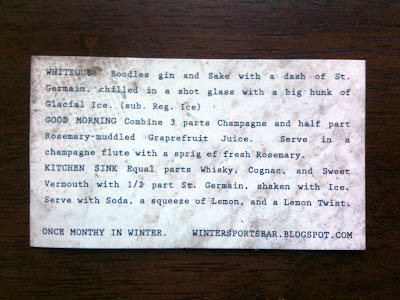 WHITEOUT Boodles gin and Sake with a dash of St.
Germain, chilled in a shot glass with a big hunk of
Glacial Ice. (sub. Reg. Ice)
GOOD MORNING Combine 3 parts Champagne and half part
Rosemary-muddled Graprefruit Juice. Serve in a
champagne flute with a sprig of fresh Rosemary.
KITCHEN SINK Equal parts Whisky, Cognac, and Sweet
Vermouth with 1/2 part St. Germain, shaken with Ice.
Serve with Soda, a squeeze of Lemon, and a Lemon Twist.
ONCE MONTHY IN WINTER. WINTERSPORTSBAR.BLOGSPOT.COM